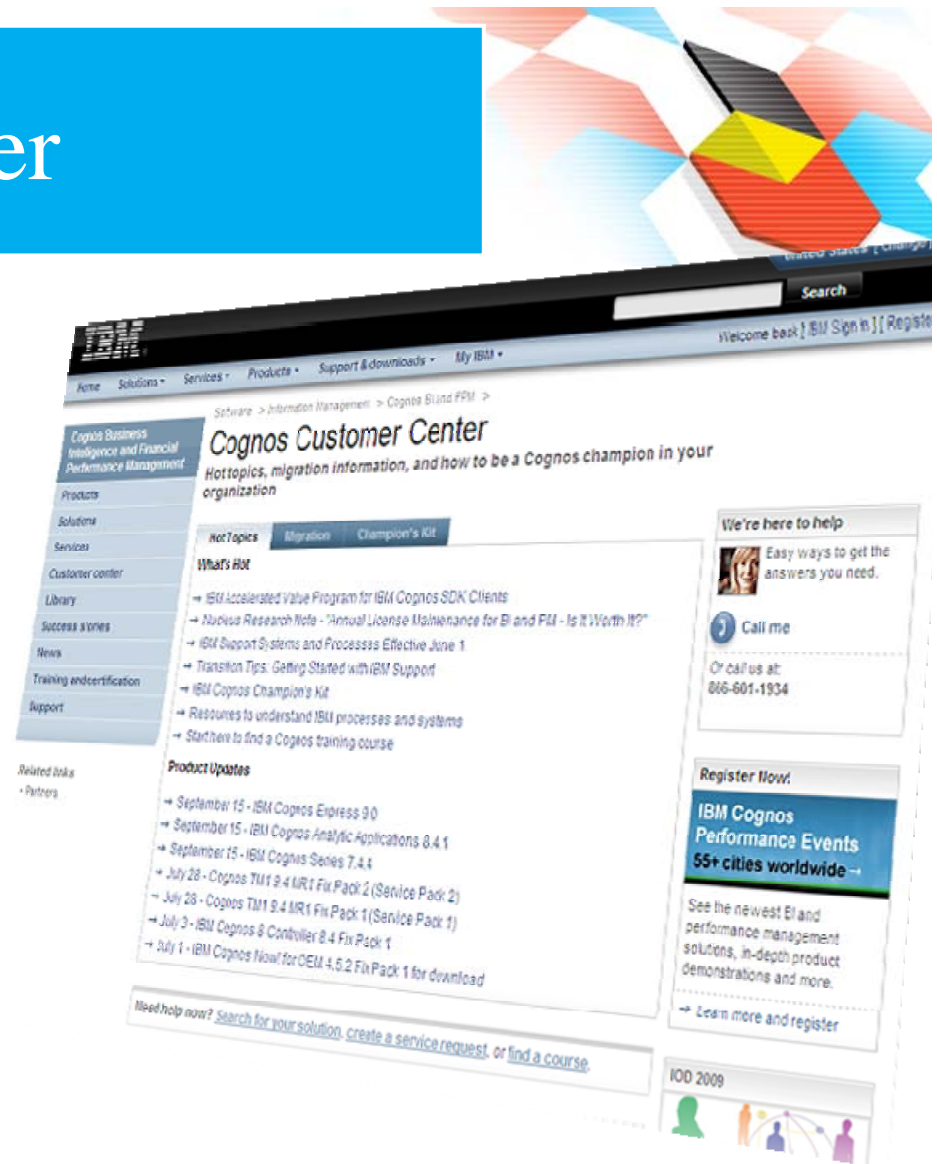 er
United States [ Change ]
Search
IBM
Welcome back [ IBM Sign in ] [ Registe
Home Solutions Services Products Support & downloads My IBM
Software > Information Management > Cognos BI and FPM >
Cognos Business
Intelligence and Financial
Performance Management
Products
Solutions
Services
Customer center
Library
Success stories
News
Training and certification
Support
Related links
• Partners
Cognos Customer Center
Hot topics, migration information, and how to be a Cognos champion in your
organization
Hot Topics Migration Champion's Kit
What's Hot
→ IBM Accelerated Value Program for IBM Cognos SDK Clients
→ Nucleus Research Note - "Annual License Maintenance for BI and PM - Is It Worth It?"
→ IBM Support Systems and Processes Effective June 1
→ Transition Tips: Getting Started with IBM Support
→ IBM Cognos Champion's Kit
→ Resources to understand IBM processes and systems
→ Start here to find a Cognos training course
Product Updates
→ September 15 - IBM Cognos Express 9.0
→ September 15 - IBM Cognos Analytic Applications 8.4.1
→ September 15 - IBM Cognos Series 7.4.4
→ July 28 - Cognos TM1 9.4 MR1 Fix Pack 2 (Service Pack 2)
→ July 28 - Cognos TM1 9.4 MR1 Fix Pack 1 (Service Pack 1)
→ July 3 - IBM Cognos 8 Controller 8.4 Fix Pack 1
→ July 1 - IBM Cognos Now! for OEM 4.6.2 Fix Pack 1 for download
Need help now? Search for your solution, create a service request, or find a course.
We're here to help
Easy ways to get the
answers you need.
Call me
Or call us at:
866-601-1934
Register Now!
IBM Cognos
Performance Events
55+ cities worldwide →
See the newest BI and
performance management
solutions, in-depth product
demonstrations and more.
→ Learn more and register
IOD 2009